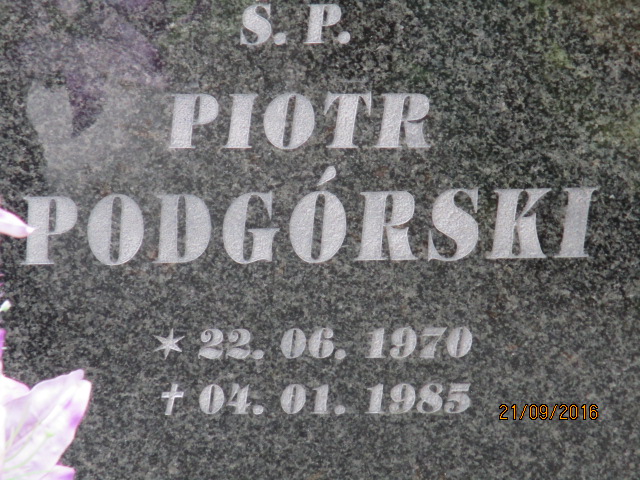 S. P.
PIOTR
PODGÓRSKI
* 22. 06. 1970
✝ 04. 01. 1985
21/09/2016